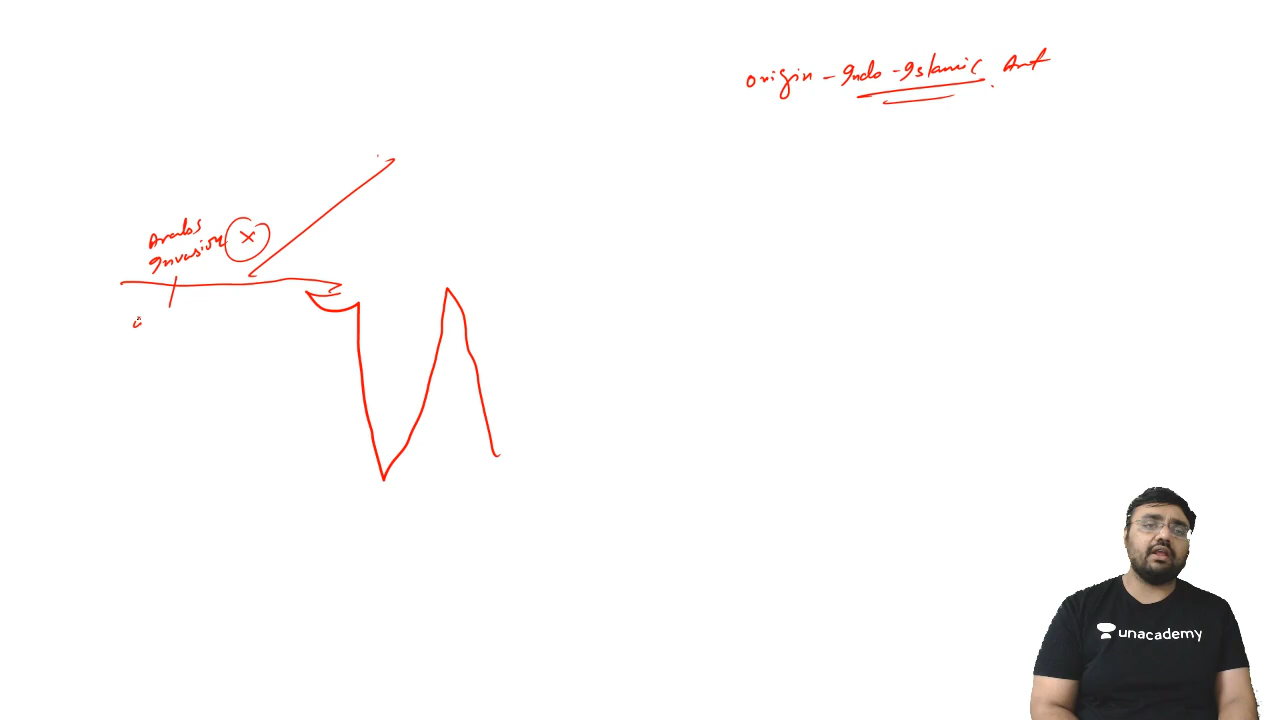 Origin - Indo - Islamic Art
Arabs
Invasion
X
unacademy